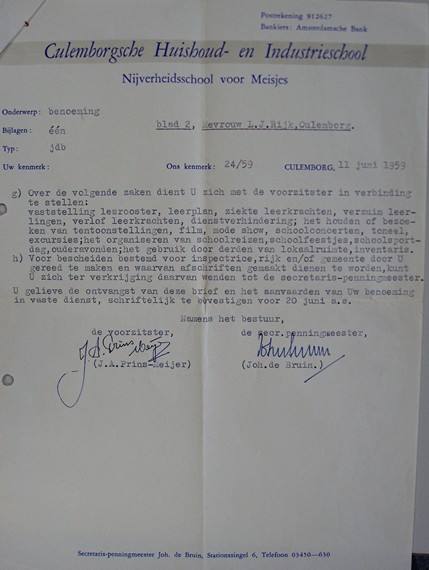 Postrekening 912627
Bankiers: Amsterdamsche Bank
Culemborgsche Huishoud- en Industrieschool
Nijverheidsschool voor Meisjes
Onderwerp: benoeming
blad 2, Mevrouw L.J.Rijk, Culemborg.
Bijlagen: één
Typ: jdb
Uw kenmerk: Ons kenmerk: 24/59 CULEMBORG, 11 juni 1959
g) Over de volgende zaken dient U zich met de voorzitster in verbinding
te stellen:
vaststelling lesrooster, leerplan, ziekte leerkrachten, verzuim leer-
lingen, verlof leerkrachten, dienstverhindering; het houden of bezoe-
ken van tentoonstellingen, film, mode show, schoolconcerten, toneel,
excursies;het organiseren van schoolreizen,schoolfeestjes,schoolsport-
dag,ouderavonden;het gebruik door derden van lokaalruimte,inventaris.
h) Voor bescheiden bestemd voor inspectrice,rijk en/of gemeente door U
gereed te maken en waarvan afschriften gemaakt dienen te worden,kunt
U zich ter verkrijging daarvan wenden tot de secretaris-penningmeester.
U gelieve de ontvangst van deze brief en het aanvaarden van Uw benoeming
in vaste dienst, schriftelijk te bevestigen voor 20 juni a.s.
Namens het bestuur,
de voorzitster, de secr.penningmeester,
(J.A.Prins-Meijer) (Joh.de Bruin.)
Secretaris-penningmeester Joh. de Bruin, Stationssingel 6, Telefoon 03450—630